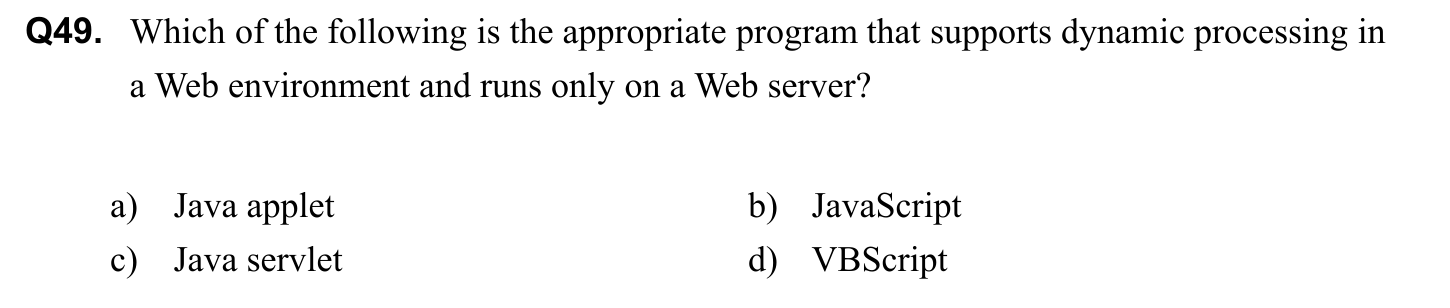 Q49. Which of the following is the appropriate program that supports dynamic processing in
a Web environment and runs only on a Web server?
a) Java applet b) JavaScript
c) Java servlet d) VBScript